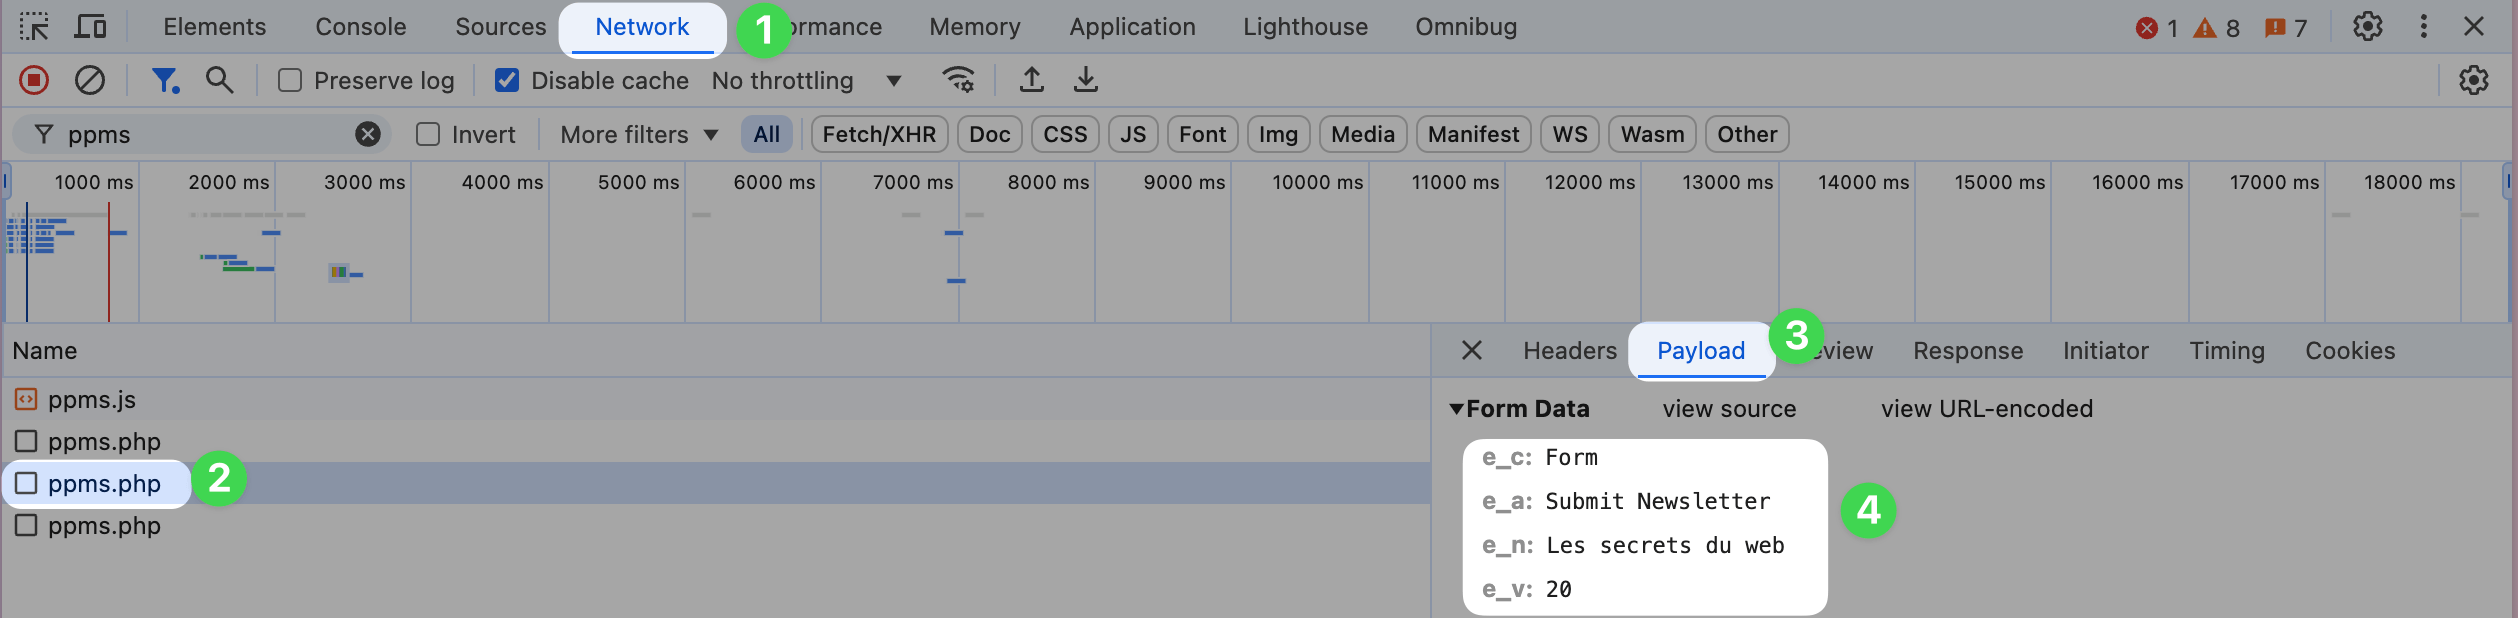 Elements Console Sources Network 1 ormance Memory Application Lighthouse Omnibug 1 8 7
Preserve log Disable cache No throttling
ppms Invert More filters All Fetch/XHR Doc CSS JS Font Img Media Manifest WS Wasm Other
1000 ms 2000 ms 3000 ms 4000 ms 5000 ms 6000 ms 7000 ms 8000 ms 9000 ms 10000 ms 11000 ms 12000 ms 13000 ms 14000 ms 15000 ms 16000 ms 17000 ms 18000 ms
Name
ppms.js
ppms.php
ppms.php 2
ppms.php
Headers Payload 3 eview Response Initiator Timing Cookies
Form Data view source view URL-encoded
e_c: Form
e_a: Submit Newsletter
e_n: Les secrets du web
e_v: 20
4